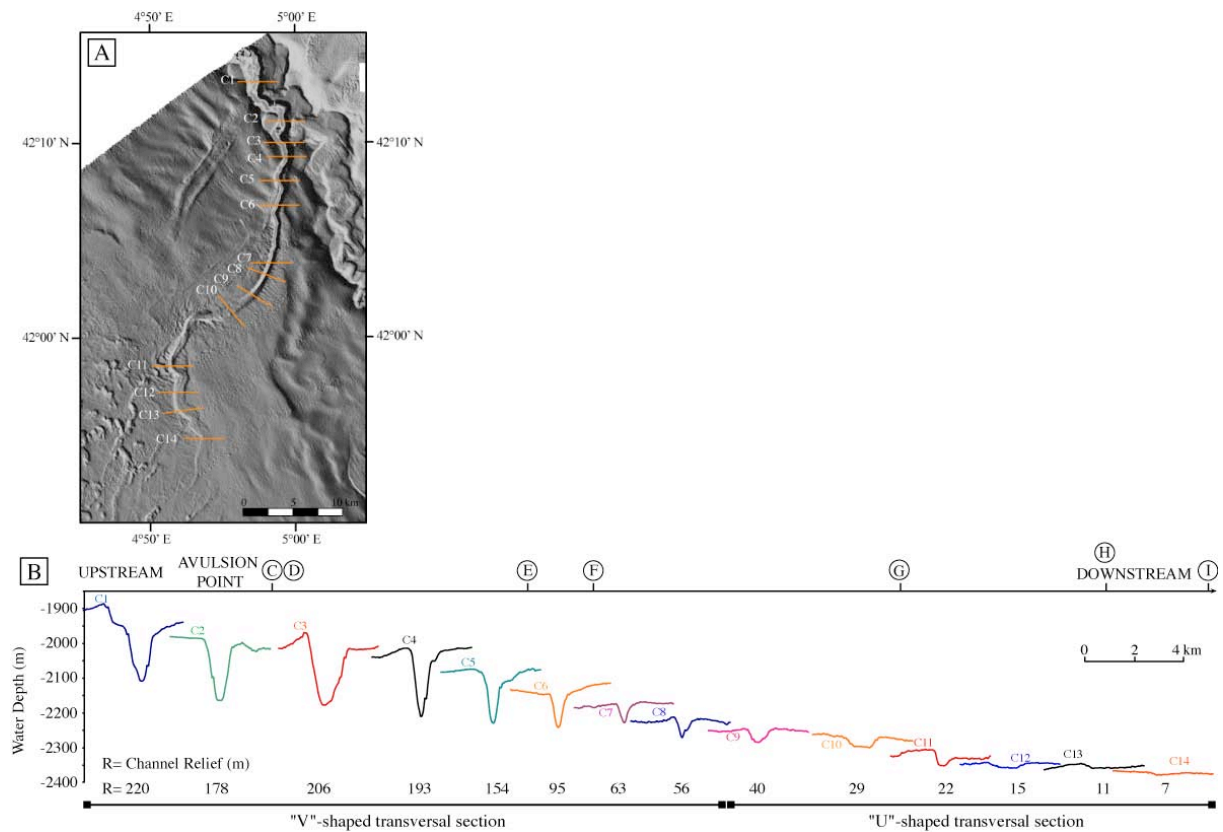 4°50' E 5°00' E
A
C1
C2
42°10' N 42°10' N
C3
C4
C5
C6
C7
C8
C9
C10
42°00' N 42°00' N
C11
C12
C13
C14
0 5 10 km
4°50' E 5°00' E
B
UPSTREAM AVULSION POINT C D E F G H DOWNSTREAM I
Water Depth (m)
-1900
-2000
-2100
-2200
-2300
-2400
C1 C2 C3 C4 C5 C6 C7 C8 C9 C10 C11 C12 C13 C14
0 2 4 km
R= Channel Relief (m)
R= 220 178 206 193 154 95 63 56 40 29 22 15 11 7
"V"-shaped transversal section "U"-shaped transversal section